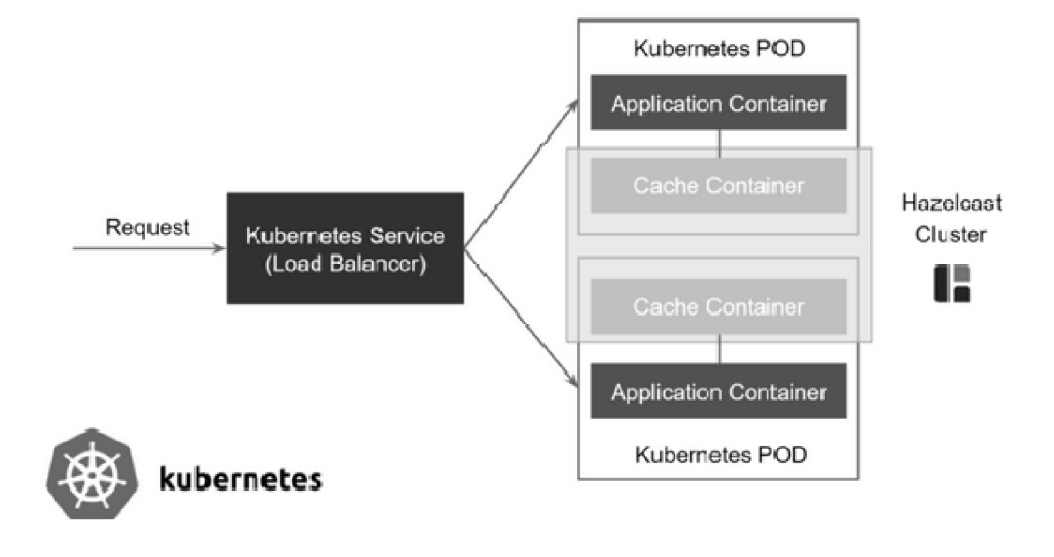 Kubernetes POD
Application Container
Cache Container
Request
Kubernetes Service
(Load Balancer)
Hazelcast
Cluster
Cache Container
Application Container
Kubernetes POD
kubernetes